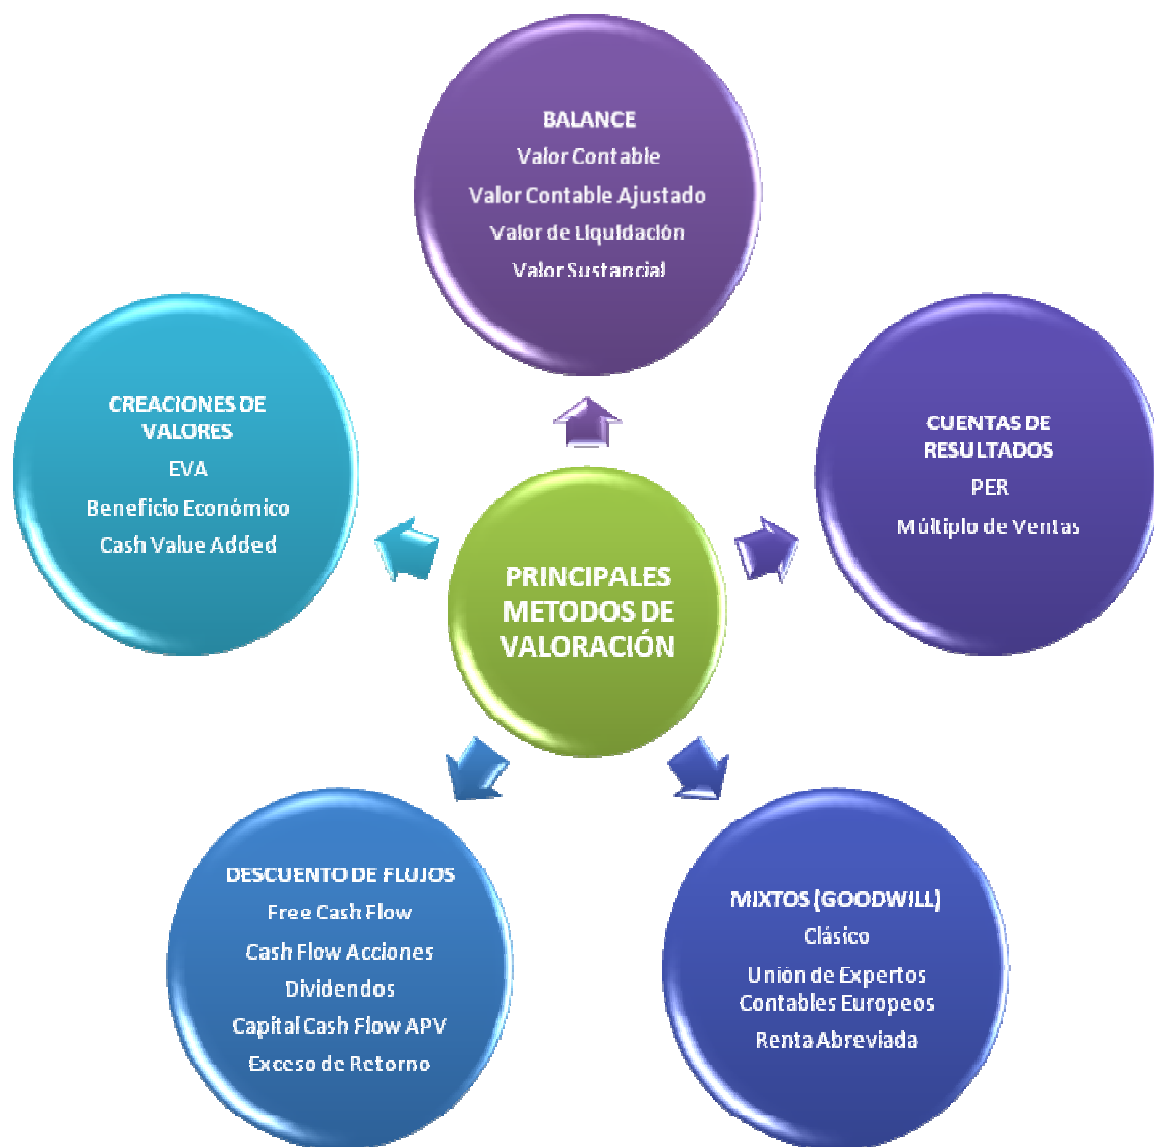 BALANCE
Valor Contable
Valor Contable Ajustado
Valor de Liquidación
Valor Sustancial
CREACIONES DE
VALORES
EVA
Beneficio Económico
Cash Value Added
CUENTAS DE
RESULTADOS
PER
Múltiplo de Ventas
PRINCIPALES
METODOS DE
VALORACIÓN
DESCUENTO DE FLUJOS
Free Cash Flow
Cash Flow Acciones
Dividendos
Capital Cash Flow APV
Exceso de Retorno
MIXTOS (GOODWILL)
Clásico
Unión de Expertos
Contables Europeos
Renta Abreviada